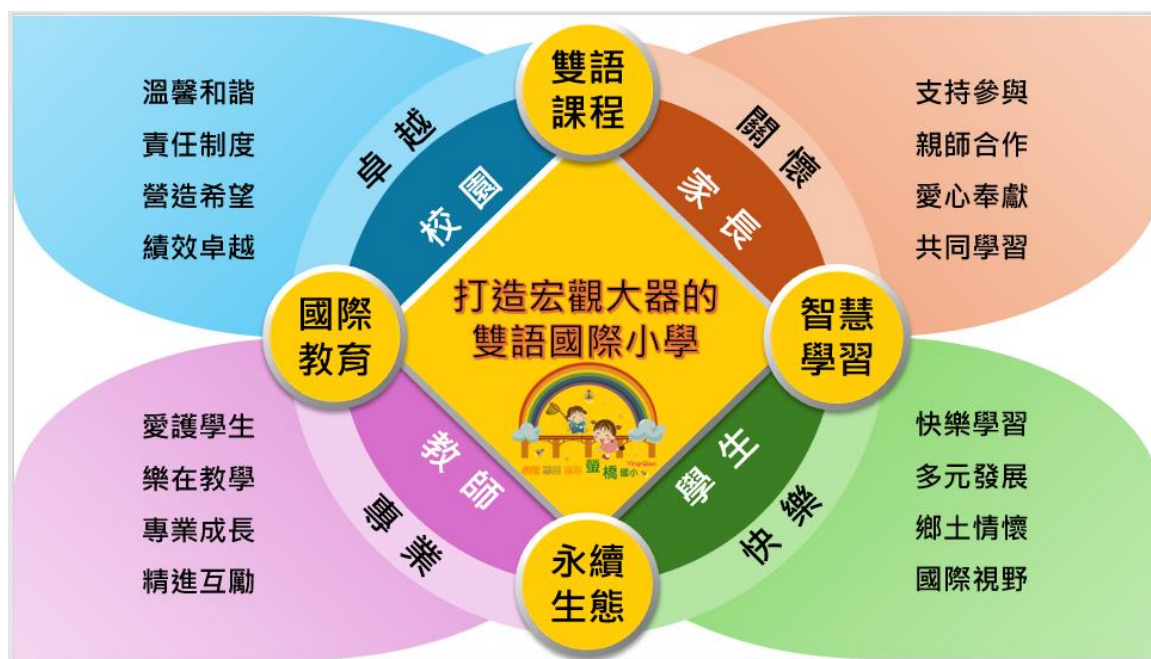 雙語
課程
溫馨和諧
責任制度
營造希望
績效卓越
卓越
校園
關懷
家長
支持參與
親師合作
愛心奉獻
共同學習
國際
教育
打造宏觀大器的
雙語國際小學
螢橋國小
YingQiao
智慧
學習
愛護學生
樂在教學
專業成長
精進互勵
專業
教師
學生
快樂
快樂學習
多元發展
鄉土情懷
國際視野
永續
生態